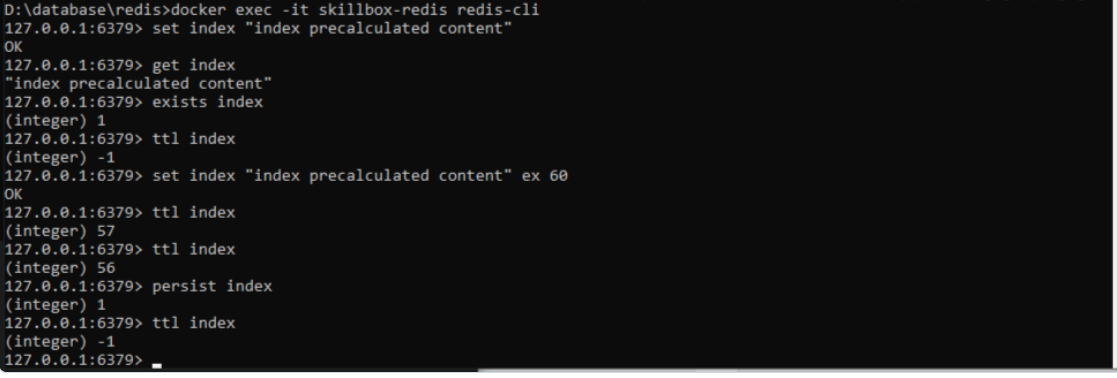 D:\database\redis>docker exec -it skillbox-redis redis-cli
127.0.0.1:6379> set index "index precalculated content"
OK
127.0.0.1:6379> get index
"index precalculated content"
127.0.0.1:6379> exists index
(integer) 1
127.0.0.1:6379> ttl index
(integer) -1
127.0.0.1:6379> set index "index precalculated content" ex 60
OK
127.0.0.1:6379> ttl index
(integer) 57
127.0.0.1:6379> ttl index
(integer) 56
127.0.0.1:6379> persist index
(integer) 1
127.0.0.1:6379> ttl index
(integer) -1
127.0.0.1:6379>